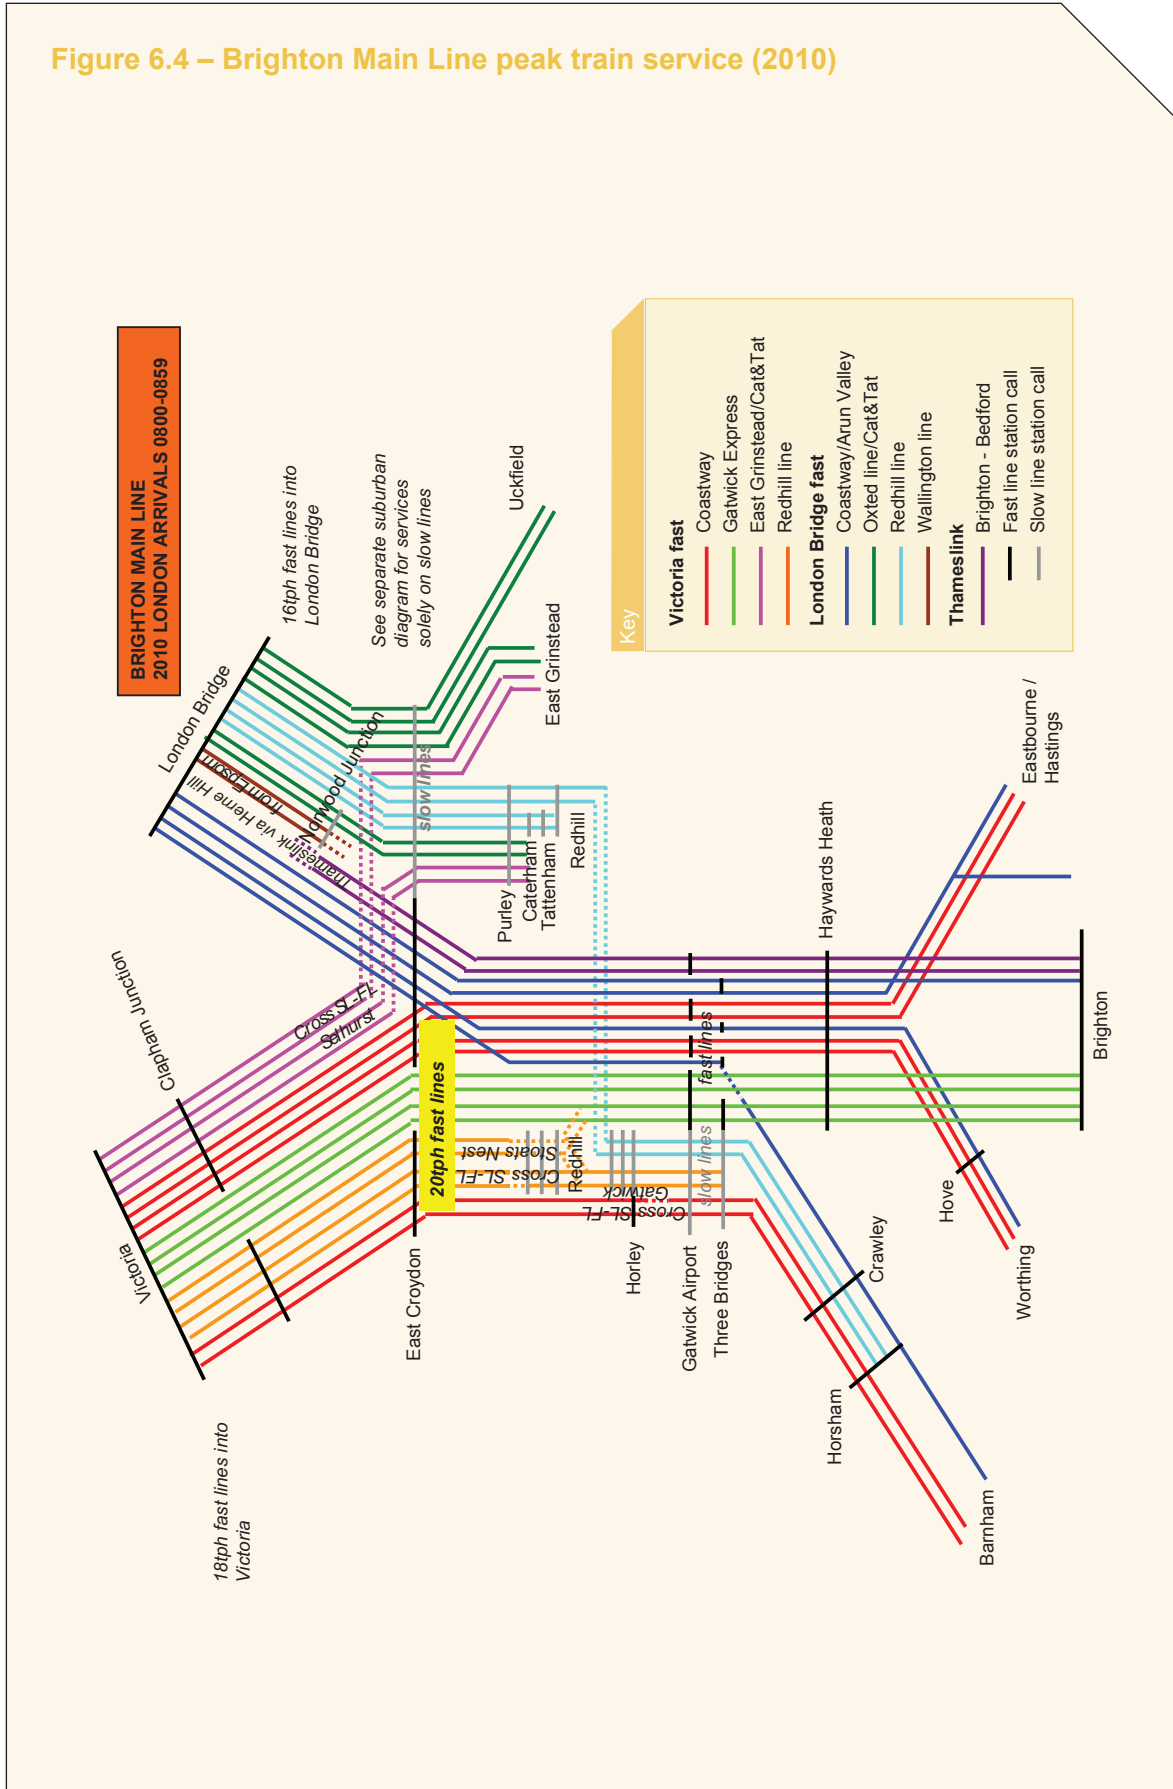 Figure 6.4 – Brighton Main Line peak train service (2010)
BRIGHTON MAIN LINE
2010 LONDON ARRIVALS 0800-0859
16tph fast lines into
London Bridge
See separate suburban
diagram for services
solely on slow lines
18tph fast lines into
Victoria
Victoria
Clapham Junction
London Bridge
from Epsom
Thameslink via Herne Hill
Norwood Junction
Cross SL-FL
Selhurst
East Croydon
slow lines
20tph fast lines
Uckfield
East Grinstead
Purley
Caterham
Tattenham
Redhill
Stoats Nest
Cross SL-FL
Redhill
Gatwick
Cross SL-FL
Horley
Gatwick Airport
slow lines
fast lines
Three Bridges
Crawley
Horsham
Barnham
Haywards Heath
Hove
Worthing
Brighton
Eastbourne /
Hastings
Key
Victoria fast
Coastway
Gatwick Express
East Grinstead/Cat&Tat
Redhill line
London Bridge fast
Coastway/Arun Valley
Oxted line/Cat&Tat
Redhill line
Wallington line
Thameslink
Brighton - Bedford
Fast line station call
Slow line station call